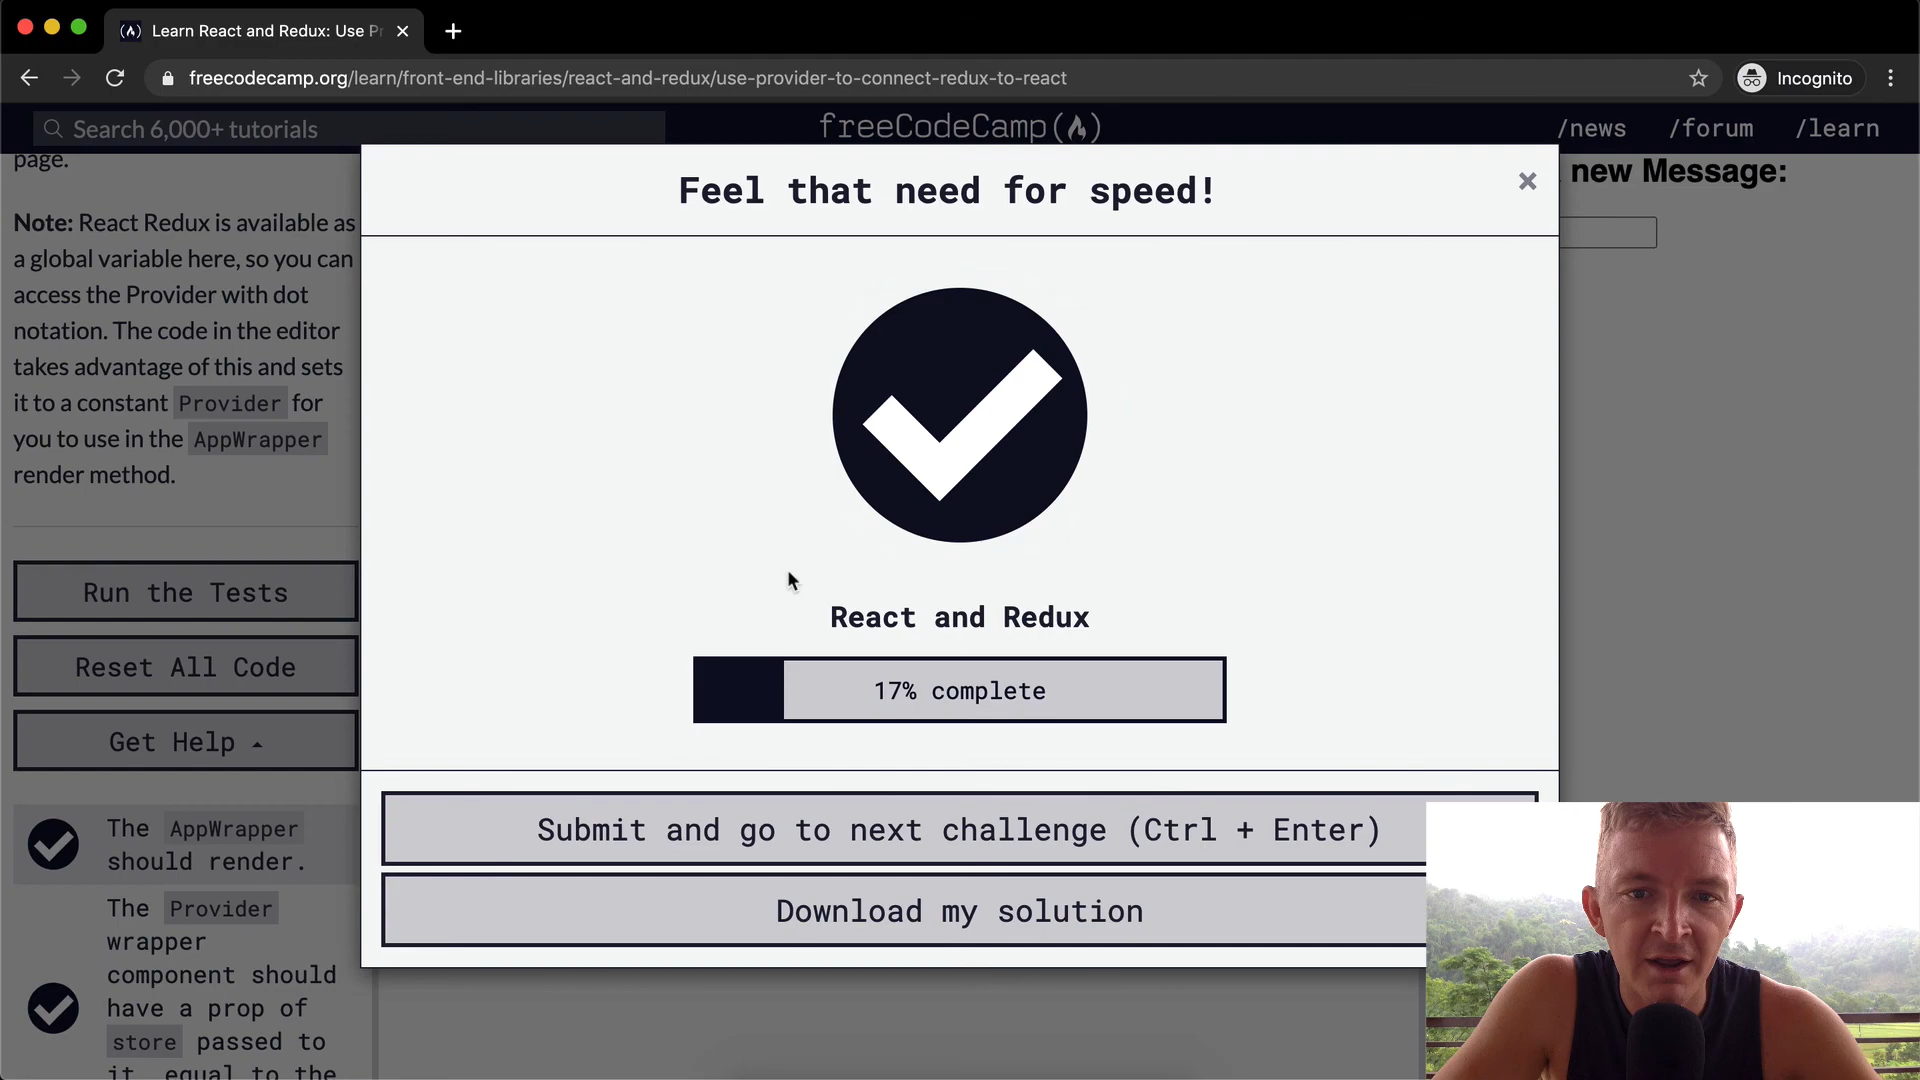 Learn React and Redux: Use Pr
freecodecamp.org/learn/front-end-libraries/react-and-redux/use-provider-to-connect-redux-to-react
Incognito
Search 6,000+ tutorials
freeCodeCamp
/news
/forum
/learn
page.
Note: React Redux is available as
a global variable here, so you can
access the Provider with dot
notation. The code in the editor
takes advantage of this and sets
it to a constant Provider for
you to use in the AppWrapper
render method.
Run the Tests
Reset All Code
Get Help
The AppWrapper
should render.
The Provider
wrapper
component should
have a prop of
store passed to
it, equal to the
Feel that need for speed!
×
React and Redux
17% complete
Submit and go to next challenge (Ctrl + Enter)
Download my solution
new Message: